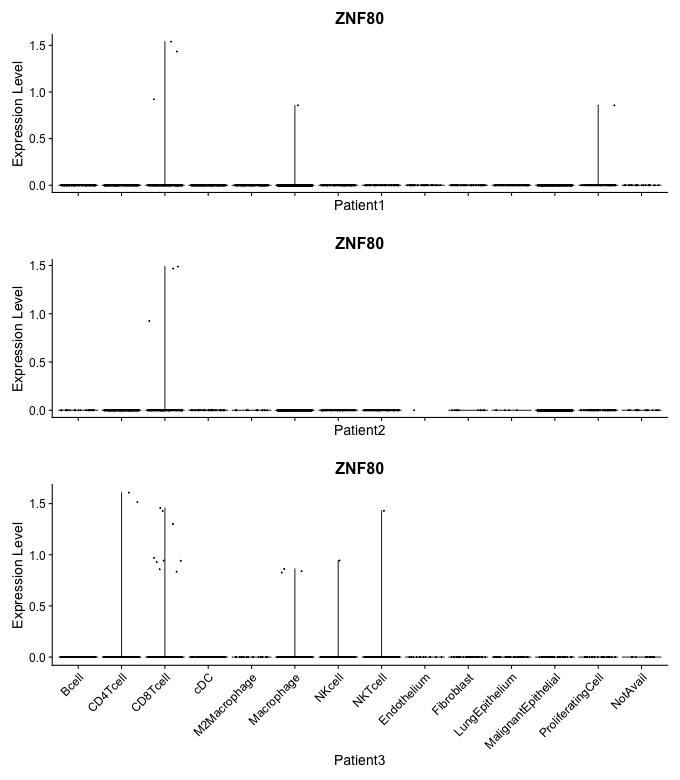 ZNF80
Expression Level
1.5
1.0
0.5
0.0
Patient1
ZNF80
Expression Level
1.5
1.0
0.5
0.0
Patient2
ZNF80
Expression Level
1.5
1.0
0.5
0.0
Bcell
CD4Tcell
CD8Tcell
cDC
M2Macrophage
Macrophage
NKcell
NKTcell
Endothelium
Fibroblast
LungEpithelium
MalignantEpithelial
ProliferatingCell
NotAvail
Patient3